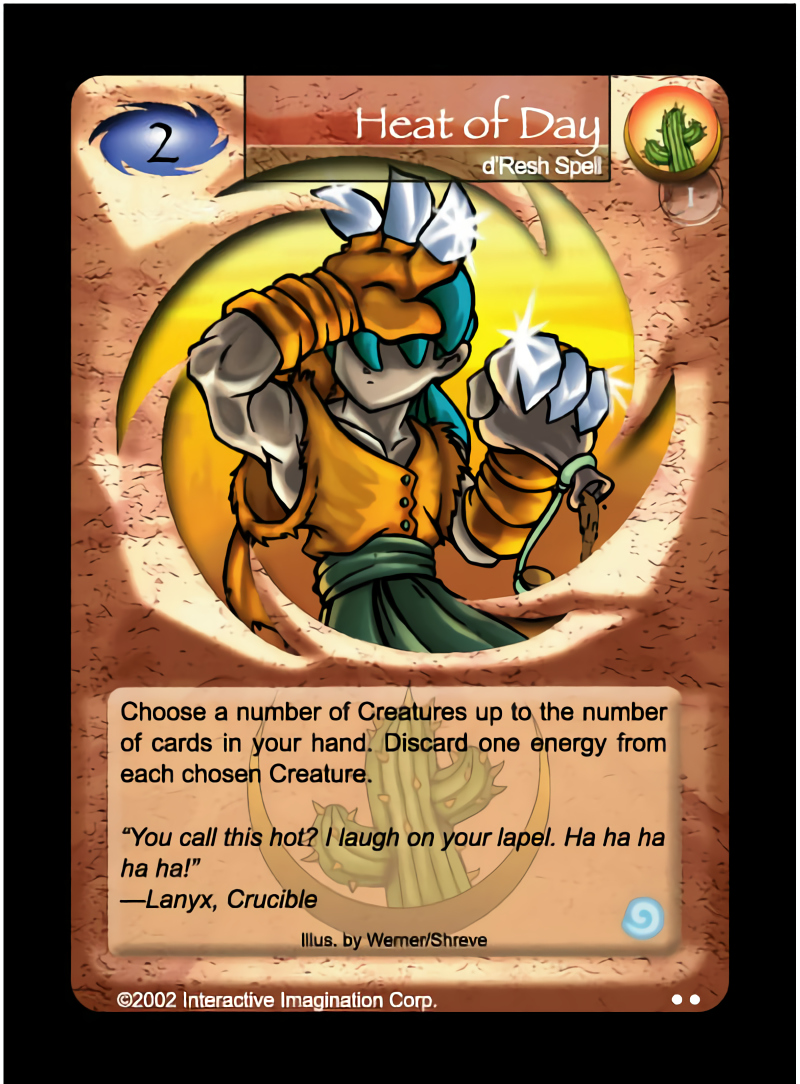 2
Heat of Day
d'Resh Spell
I
Choose a number of Creatures up to the number
of cards in your hand. Discard one energy from
each chosen Creature.
“You call this hot? I laugh on your lapel. Ha ha ha
ha ha!”
—Lanyx, Crucible
Illus. by Werner/Shreve
©2002 Interactive Imagination Corp.